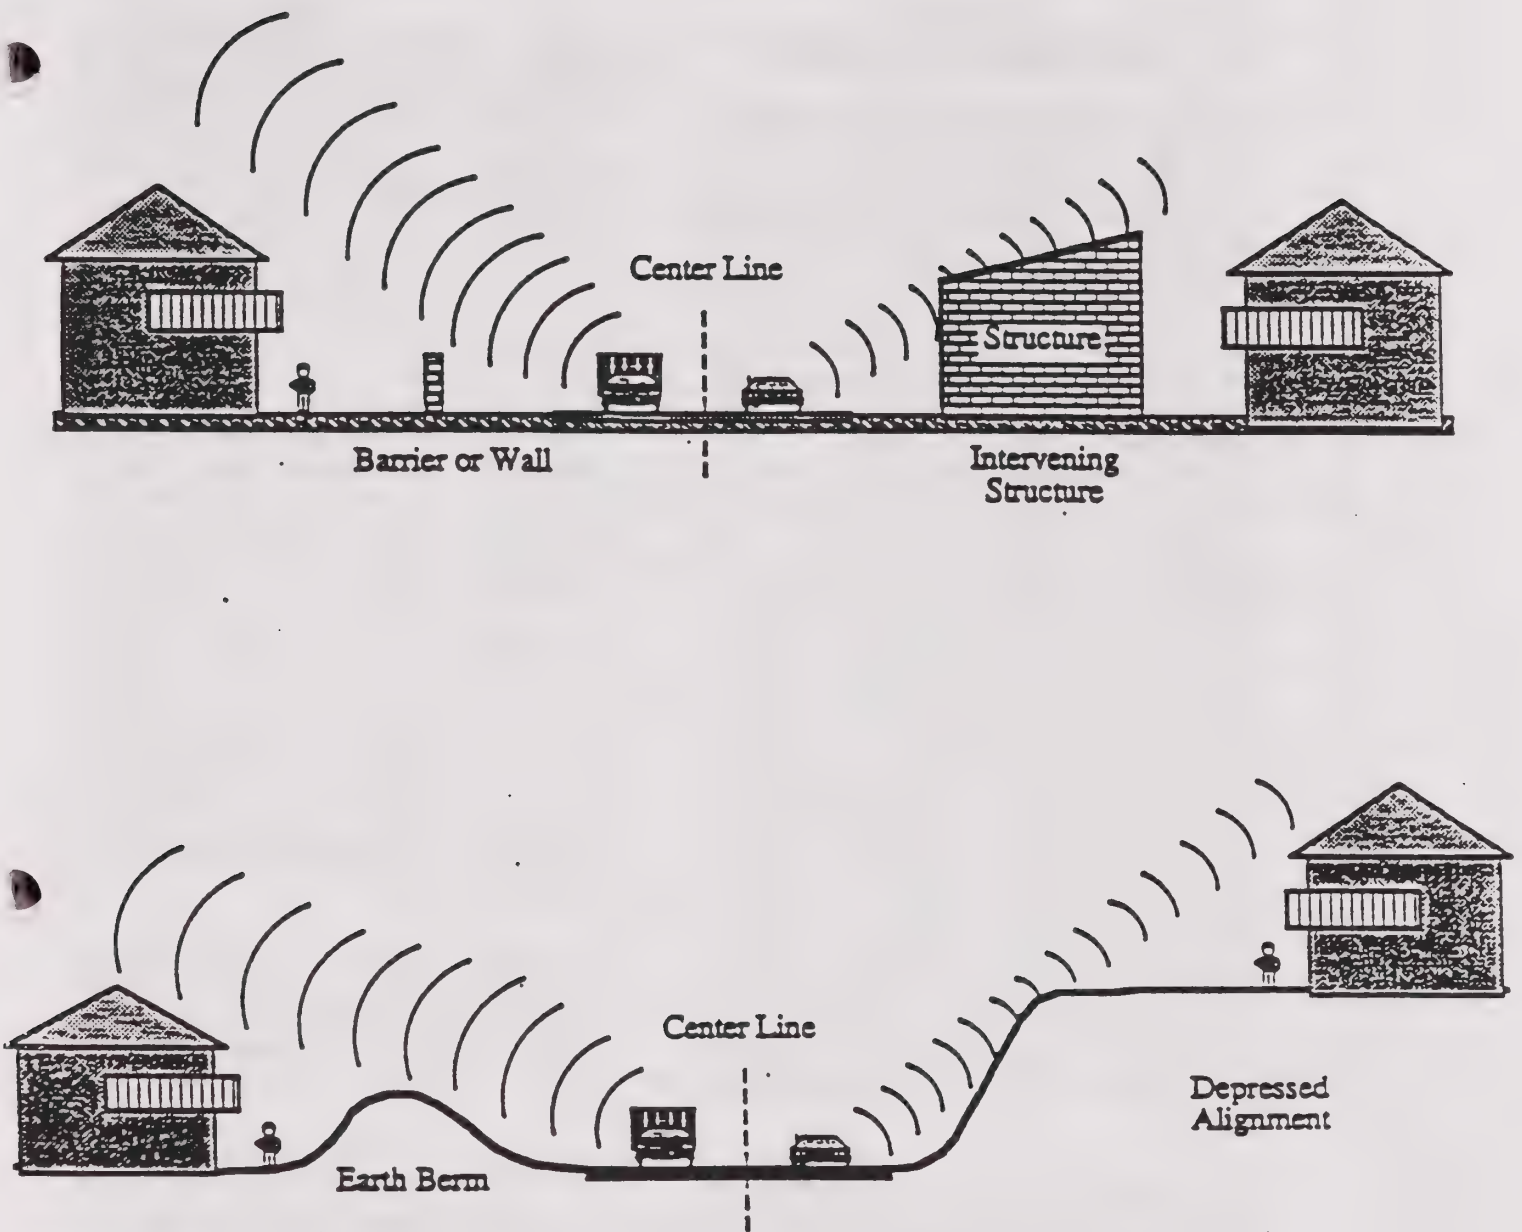 Center Line
Structure
Barrier or Wall
Intervening
Structure
Center Line
Depressed
Alignment
Earth Berm